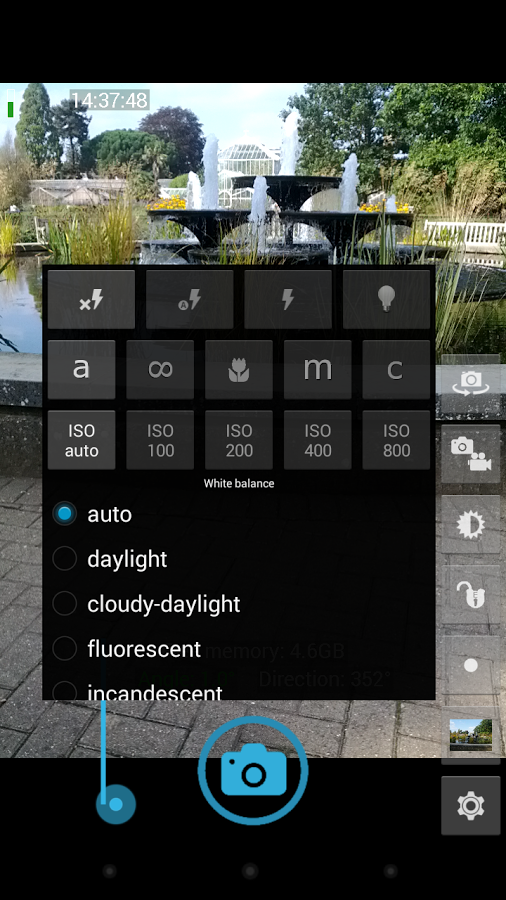 14:37:48
a ∞ m c
ISO auto
ISO 100
ISO 200
ISO 400
ISO 800
White balance
auto
daylight
cloudy-daylight
fluorescent
memory: 4.6GB
Direction: 352°
incandescent